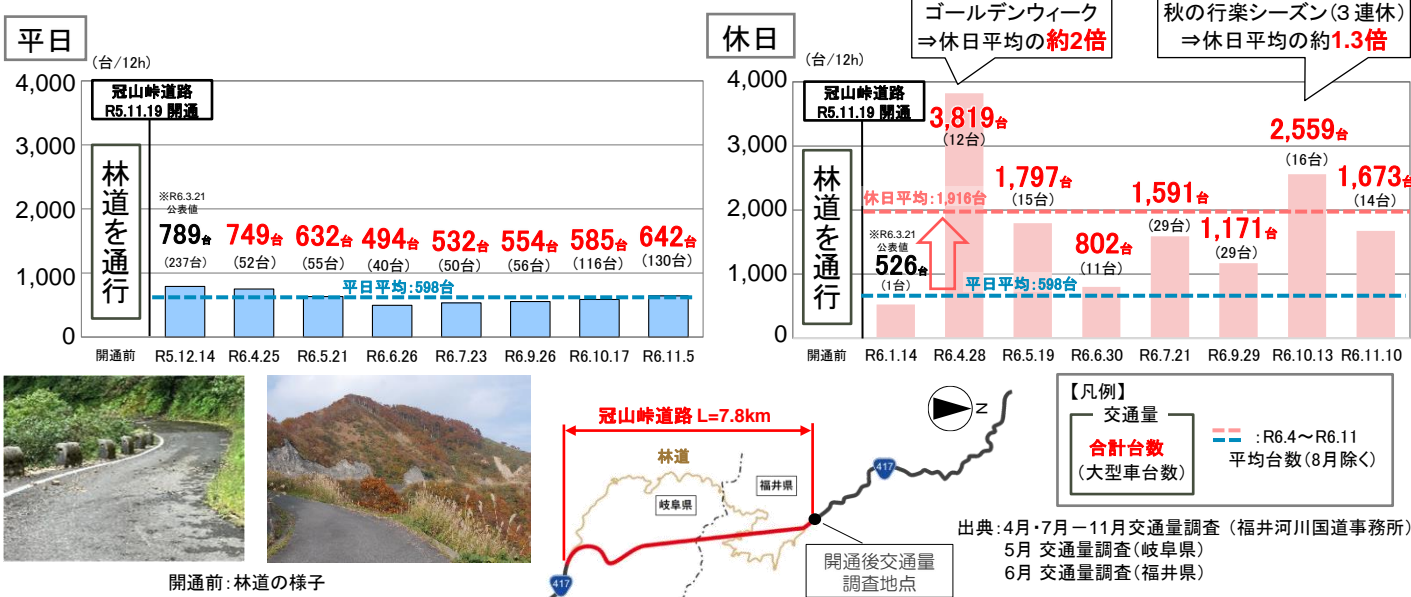 平日
(台/12h)
4,000
3,000
2,000
1,000
0
冠山峠道路
R5.11.19 開通
林道を通行
※R6.3.21
公表値
789台
(237台)
749台
(52台)
632台
(55台)
494台
(40台)
532台
(50台)
554台
(56台)
585台
(116台)
642台
(130台)
平日平均:598台
開通前 R5.12.14 R6.4.25 R6.5.21 R6.6.26 R6.7.23 R6.9.26 R6.10.17 R6.11.5
休日
ゴールデンウィーク
⇒休日平均の約2倍
秋の行楽シーズン(3連休)
⇒休日平均の約1.3倍
(台/12h)
4,000
3,000
2,000
1,000
0
冠山峠道路
R5.11.19 開通
林道を通行
※R6.3.21
公表値
526台
(1台)
3,819台
(12台)
1,797台
(15台)
802台
(11台)
1,591台
(29台)
1,171台
(29台)
2,559台
(16台)
1,673台
(14台)
休日平均:1,916台
平日平均:598台
開通前 R6.1.14 R6.4.28 R6.5.19 R6.6.30 R6.7.21 R6.9.29 R6.10.13 R6.11.10
開通前:林道の様子
冠山峠道路 L=7.8km
林道
岐阜県
福井県
417
417
N
開通後交通量
調査地点
【凡例】
交通量
合計台数
(大型車台数)
:R6.4~R6.11
平均台数(8月除く)
出典:4月・7月-11月交通量調査(福井河川国道事務所)
5月 交通量調査(岐阜県)
6月 交通量調査(福井県)